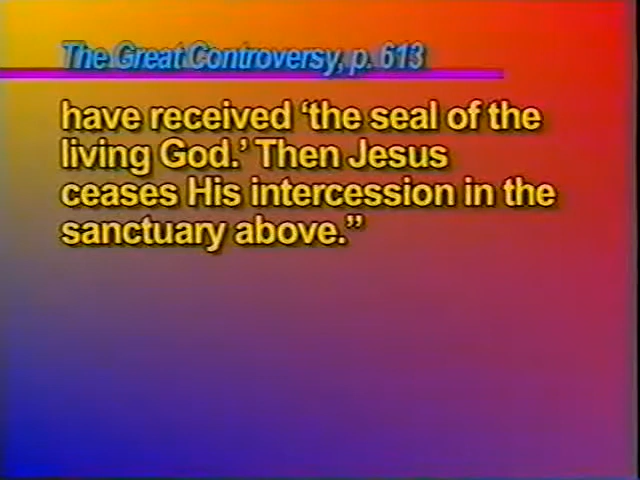 The Great Controversy, p. 613
have received ‘the seal of the
living God.’ Then Jesus
ceases His intercession in the
sanctuary above.”